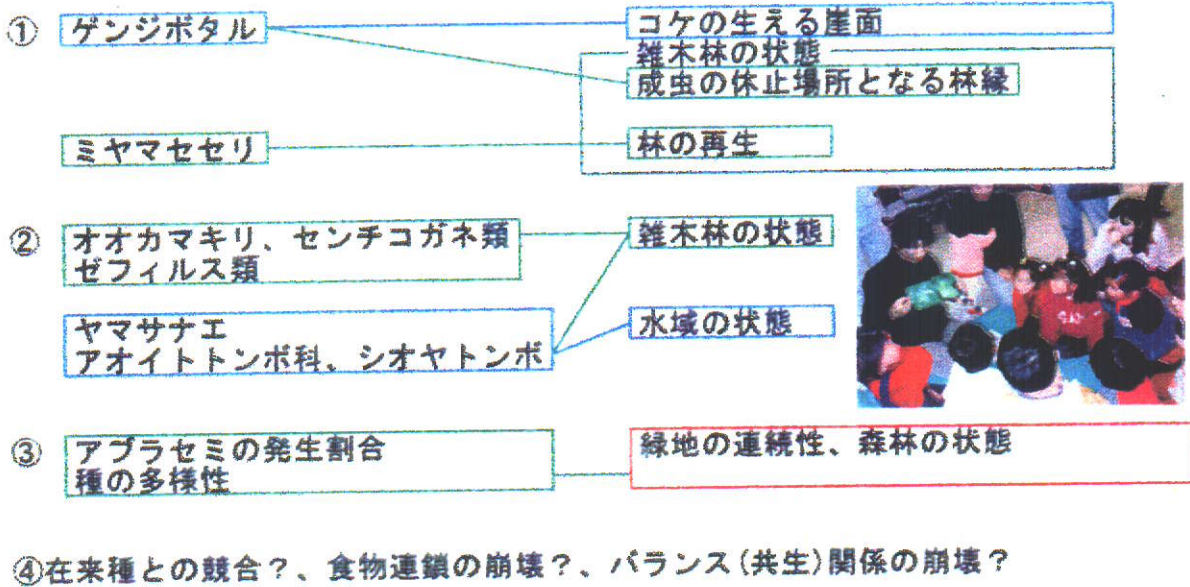 ① ゲンジボタル
コケの生える崖面
雑木林の状態
成虫の休止場所となる林縁
ミヤマセセリ
林の再生
② オオカマキリ、センチコガネ類
ゼフィルス類
雑木林の状態
ヤマサナエ
アオイトトンボ科、シオヤトンボ
水域の状態
③ アブラセミの発生割合
種の多様性
緑地の連続性、森林の状態
④在来種との競合?、食物連鎖の崩壊?、バランス(共生)関係の崩壊?